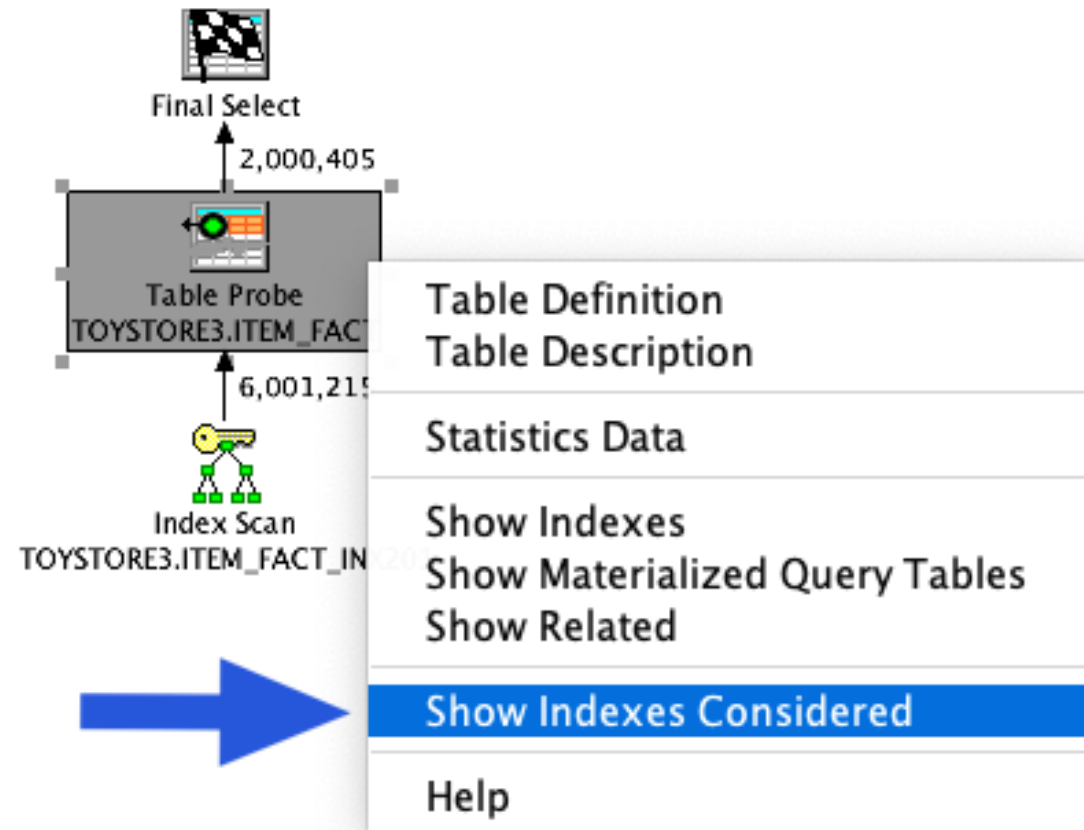 Final Select
2,000,405
Table Probe
TOYSTORE3.ITEM_FACT
6,001,215
Index Scan
TOYSTORE3.ITEM_FACT_INX201
Table Definition
Table Description
Statistics Data
Show Indexes
Show Materialized Query Tables
Show Related
Show Indexes Considered
Help